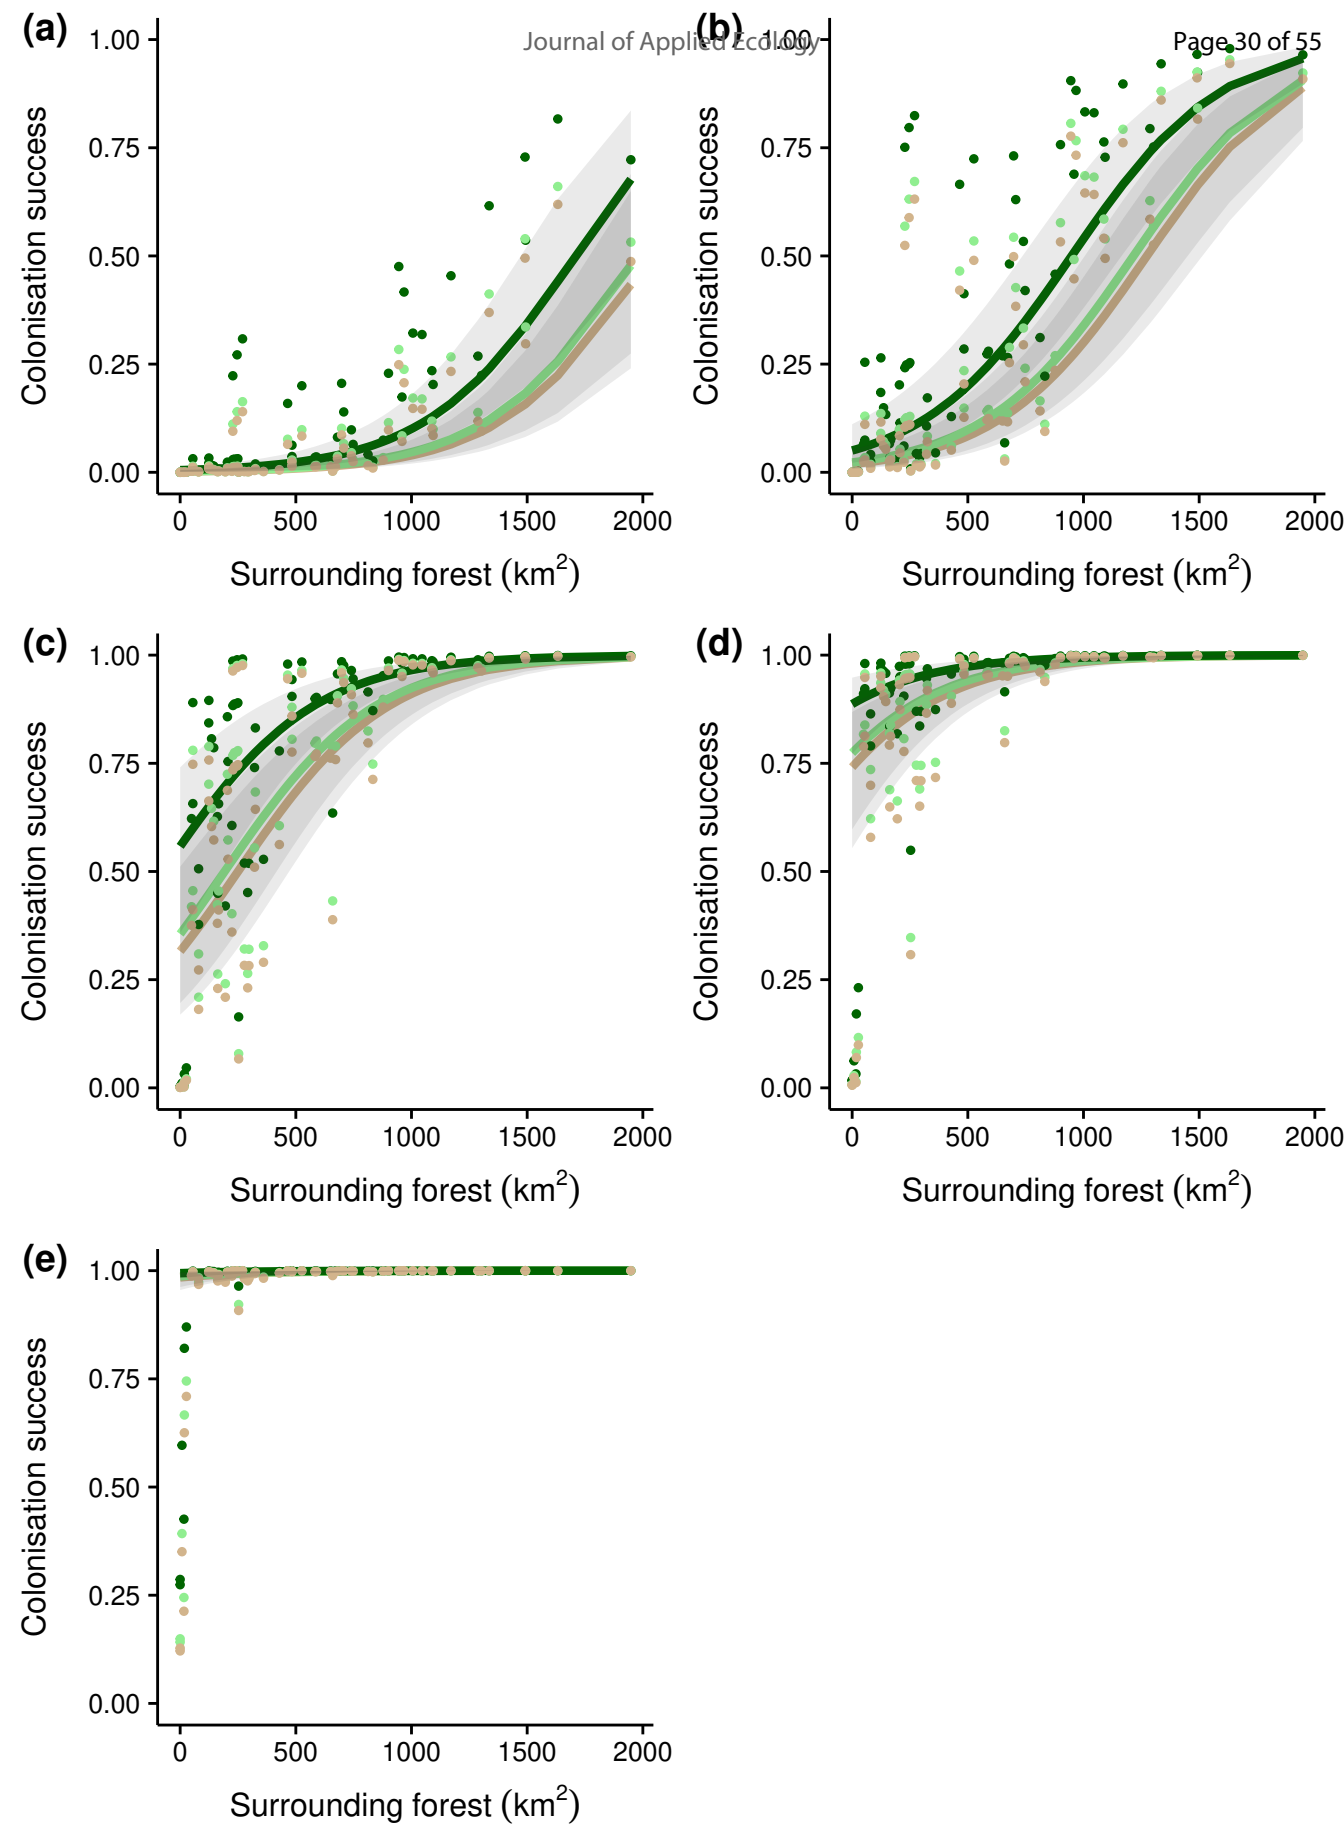 Journal of Applied Ecology
Page 30 of 55
(a)
1.00
0.75
0.50
0.25
0.00
Colonisation success
0 500 1000 1500 2000
Surrounding forest (km2)
(b)
1.00
0.75
0.50
0.25
0.00
Colonisation success
0 500 1000 1500 2000
Surrounding forest (km2)
(c)
1.00
0.75
0.50
0.25
0.00
Colonisation success
0 500 1000 1500 2000
Surrounding forest (km2)
(d)
1.00
0.75
0.50
0.25
0.00
Colonisation success
0 500 1000 1500 2000
Surrounding forest (km2)
(e)
1.00
0.75
0.50
0.25
0.00
Colonisation success
0 500 1000 1500 2000
Surrounding forest (km2)